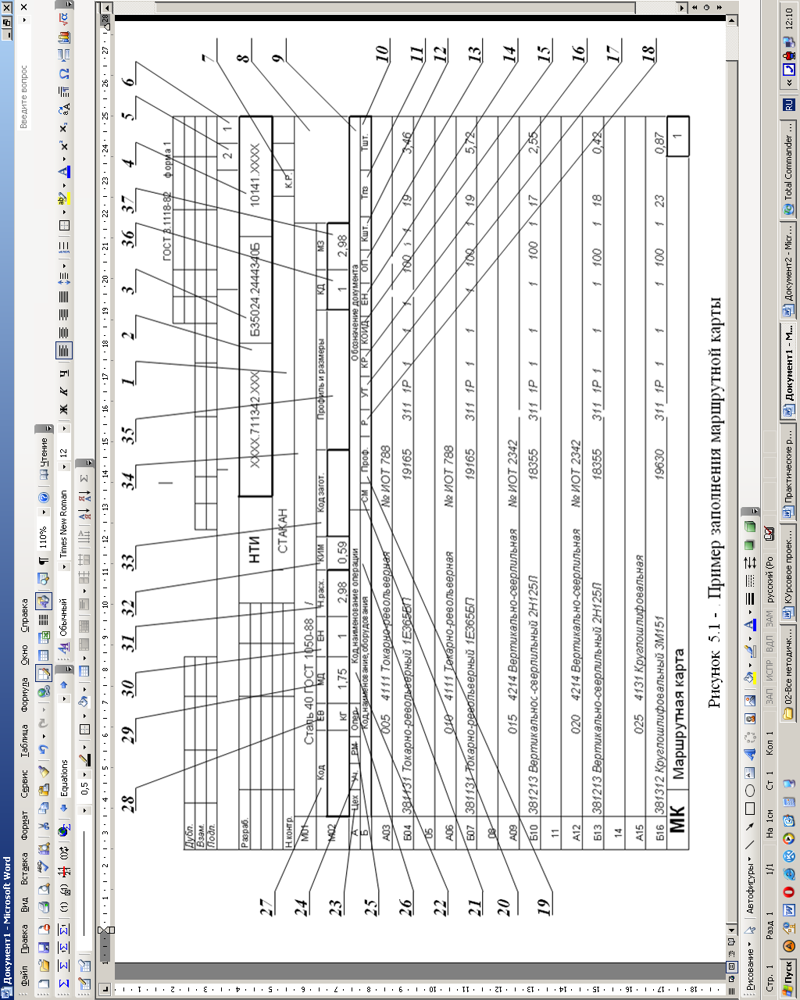 Документ1 - Microsoft Word
Файл Правка Вид Вставка Формат Сервис Таблица Формула Окно Справка
Введите вопрос
110% Чтение
Equations Обычный Times New Roman 12 Ж К Ч
0,5
28 29 30 31 32 33 34 35 1 2 3 36 37 4 5 6
7
8
9
10
11
12
13
14
15
16
17
18
ГОСТ 3.1118-82 форма 1
Дубл.
Взам.
Подл.
2 1
Разраб. НТИ ХХХХ.711342.ХХХ Б35024.24443340Б 10141.ХХХХ
Н.контр. СТАКАН К.Р.
М01 Сталь 40 ГОСТ 1050-88 /
Код ЕВ МД ЕН Н.расх. КИМ Код загот. Профиль и размеры КД МЗ
М02 кг 1,75 1 2,98 0,59 1 2,98
А Цех Уч. РМ Опер. Код,наименование операции Обозначение документа
Б Код,наименование,оборудования СМ Проф. Р УТ КР КОИД ЕН ОП Кшт. Тпз Тшт.
А03 005 4111 Токарно-револьверная № ИОТ 788
Б04 381131 Токарно-револьверный 1Е365БП 19165 311 1Р 1 1 1 100 1 19 3,46
05
А06 010 4111 Токарно-револьверная № ИОТ 788
Б07 381131 Токарно-револьверный 1Е365БП 19165 311 1Р 1 1 1 100 1 19 5,72
08
А09 015 4214 Вертикально-сверлильная № ИОТ 2342
Б10 381213 Вертикальнос-сверлильный 2Н125Л 18355 311 1Р 1 1 1 100 1 17 2,55
11
А12 020 4214 Вертикально-сверлильная № ИОТ 2342
Б13 381213 Вертикально-сверлильный 2Н125Л 18355 311 1Р 1 1 1 100 1 18 0,42
14
А15 025 4131 Круглошлифовальная
Б16 381312 Круглошлифовальный 3М151 19630 311 1Р 1 1 1 100 1 23 0,87
МК Маршрутная карта 1
27
24
23
25
26
22
21
20
19
Рисунок 5.1 - . Пример заполнения маршрутной карты
Рисование Автофигуры
Стр. 1 Разд 1 1/1 На 1см Ст 1 Кол 1 ЗАП ИСПР ВДЛ ЗАМ русский (Ро
Пуск 02-Все методичк... КУрсовое проек... Практические р... Документ1 - М... Документ2 - Micr... Total Commander ... RU « 12:10